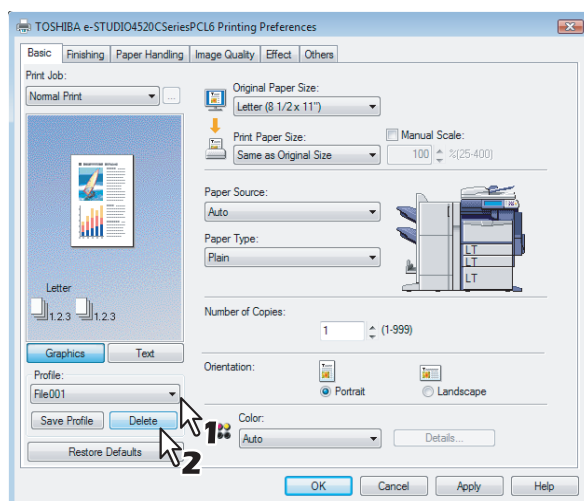 TOSHIBA e-STUDIO4520CSeriesPCL6 Printing Preferences
Basic Finishing Paper Handling Image Quality Effect Others
Print Job:
Normal Print ...
Original Paper Size:
Letter (8 1/2 x 11")
Print Paper Size:
Same as Original Size
Manual Scale:
100 %(25-400)
Paper Source:
Auto
Paper Type:
Plain
LT
LT
LT
Letter
1.2.3 1.2.3
Number of Copies:
1 (1-999)
Graphics Text
Orientation:
Portrait Landscape
Profile:
File001
Save Profile Delete
Restore Defaults
1
2
Color:
Auto Details...
OK Cancel Apply Help